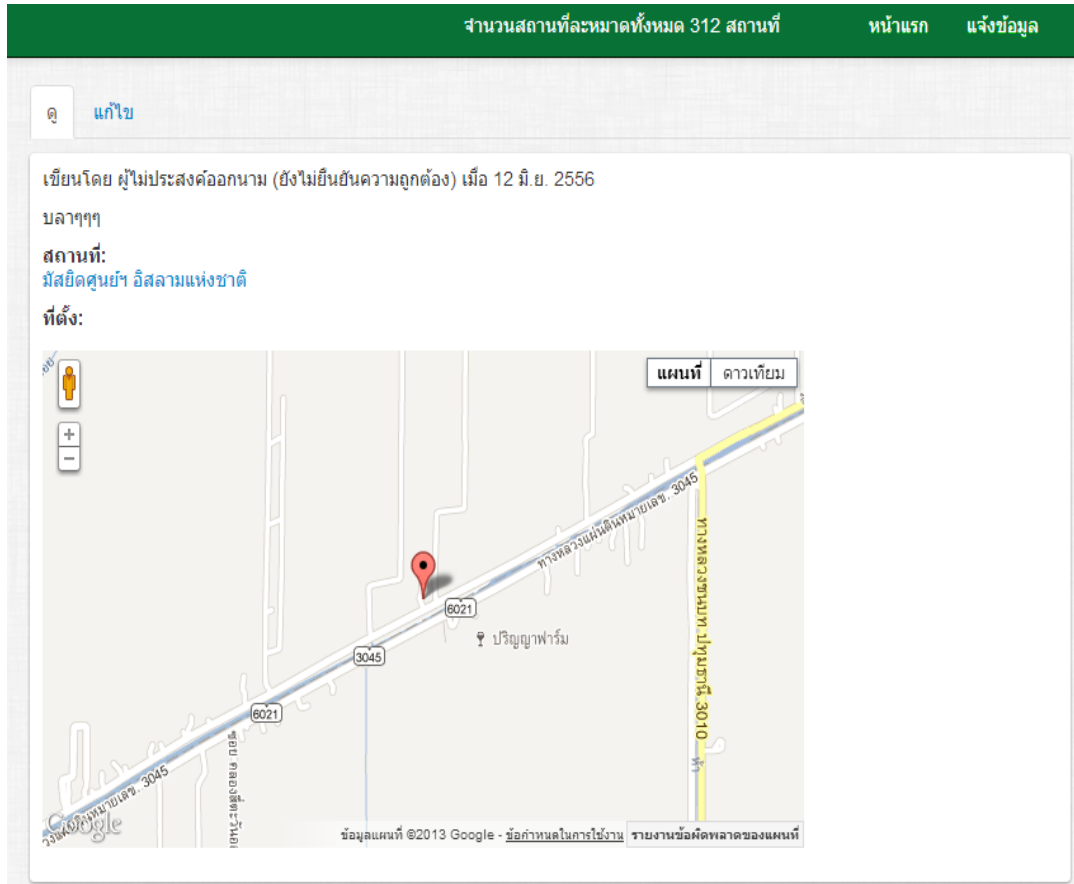 จำนวนสถานที่ละหมาดทั้งหมด 312 สถานที่ หน้าแรก แจ้งข้อมูล
ดู แก้ไข
เขียนโดย ผู้ไม่ประสงค์ออกนาม (ยังไม่ยืนยันความถูกต้อง) เมื่อ 12 มิ.ย. 2556
บลาๆๆๆ
สถานที่:
มัสยิดศูนย์ฯ อิสลามแห่งชาติ
ที่ตั้ง:
แผนที่ ดาวเทียม
+
−
ทางหลวงแผ่นดินหมายเลข. 3045
ทางหลวงชนบท ปทุมธานี 3010
6021
ปริญญาฟาร์ม
3045
6021
หมายเลข. 3045
ซอย คลองสี่ตะวัน
Google
ข้อมูลแผนที่ ©2013 Google - ข้อกำหนดในการใช้งาน รายงานข้อผิดพลาดของแผนที่